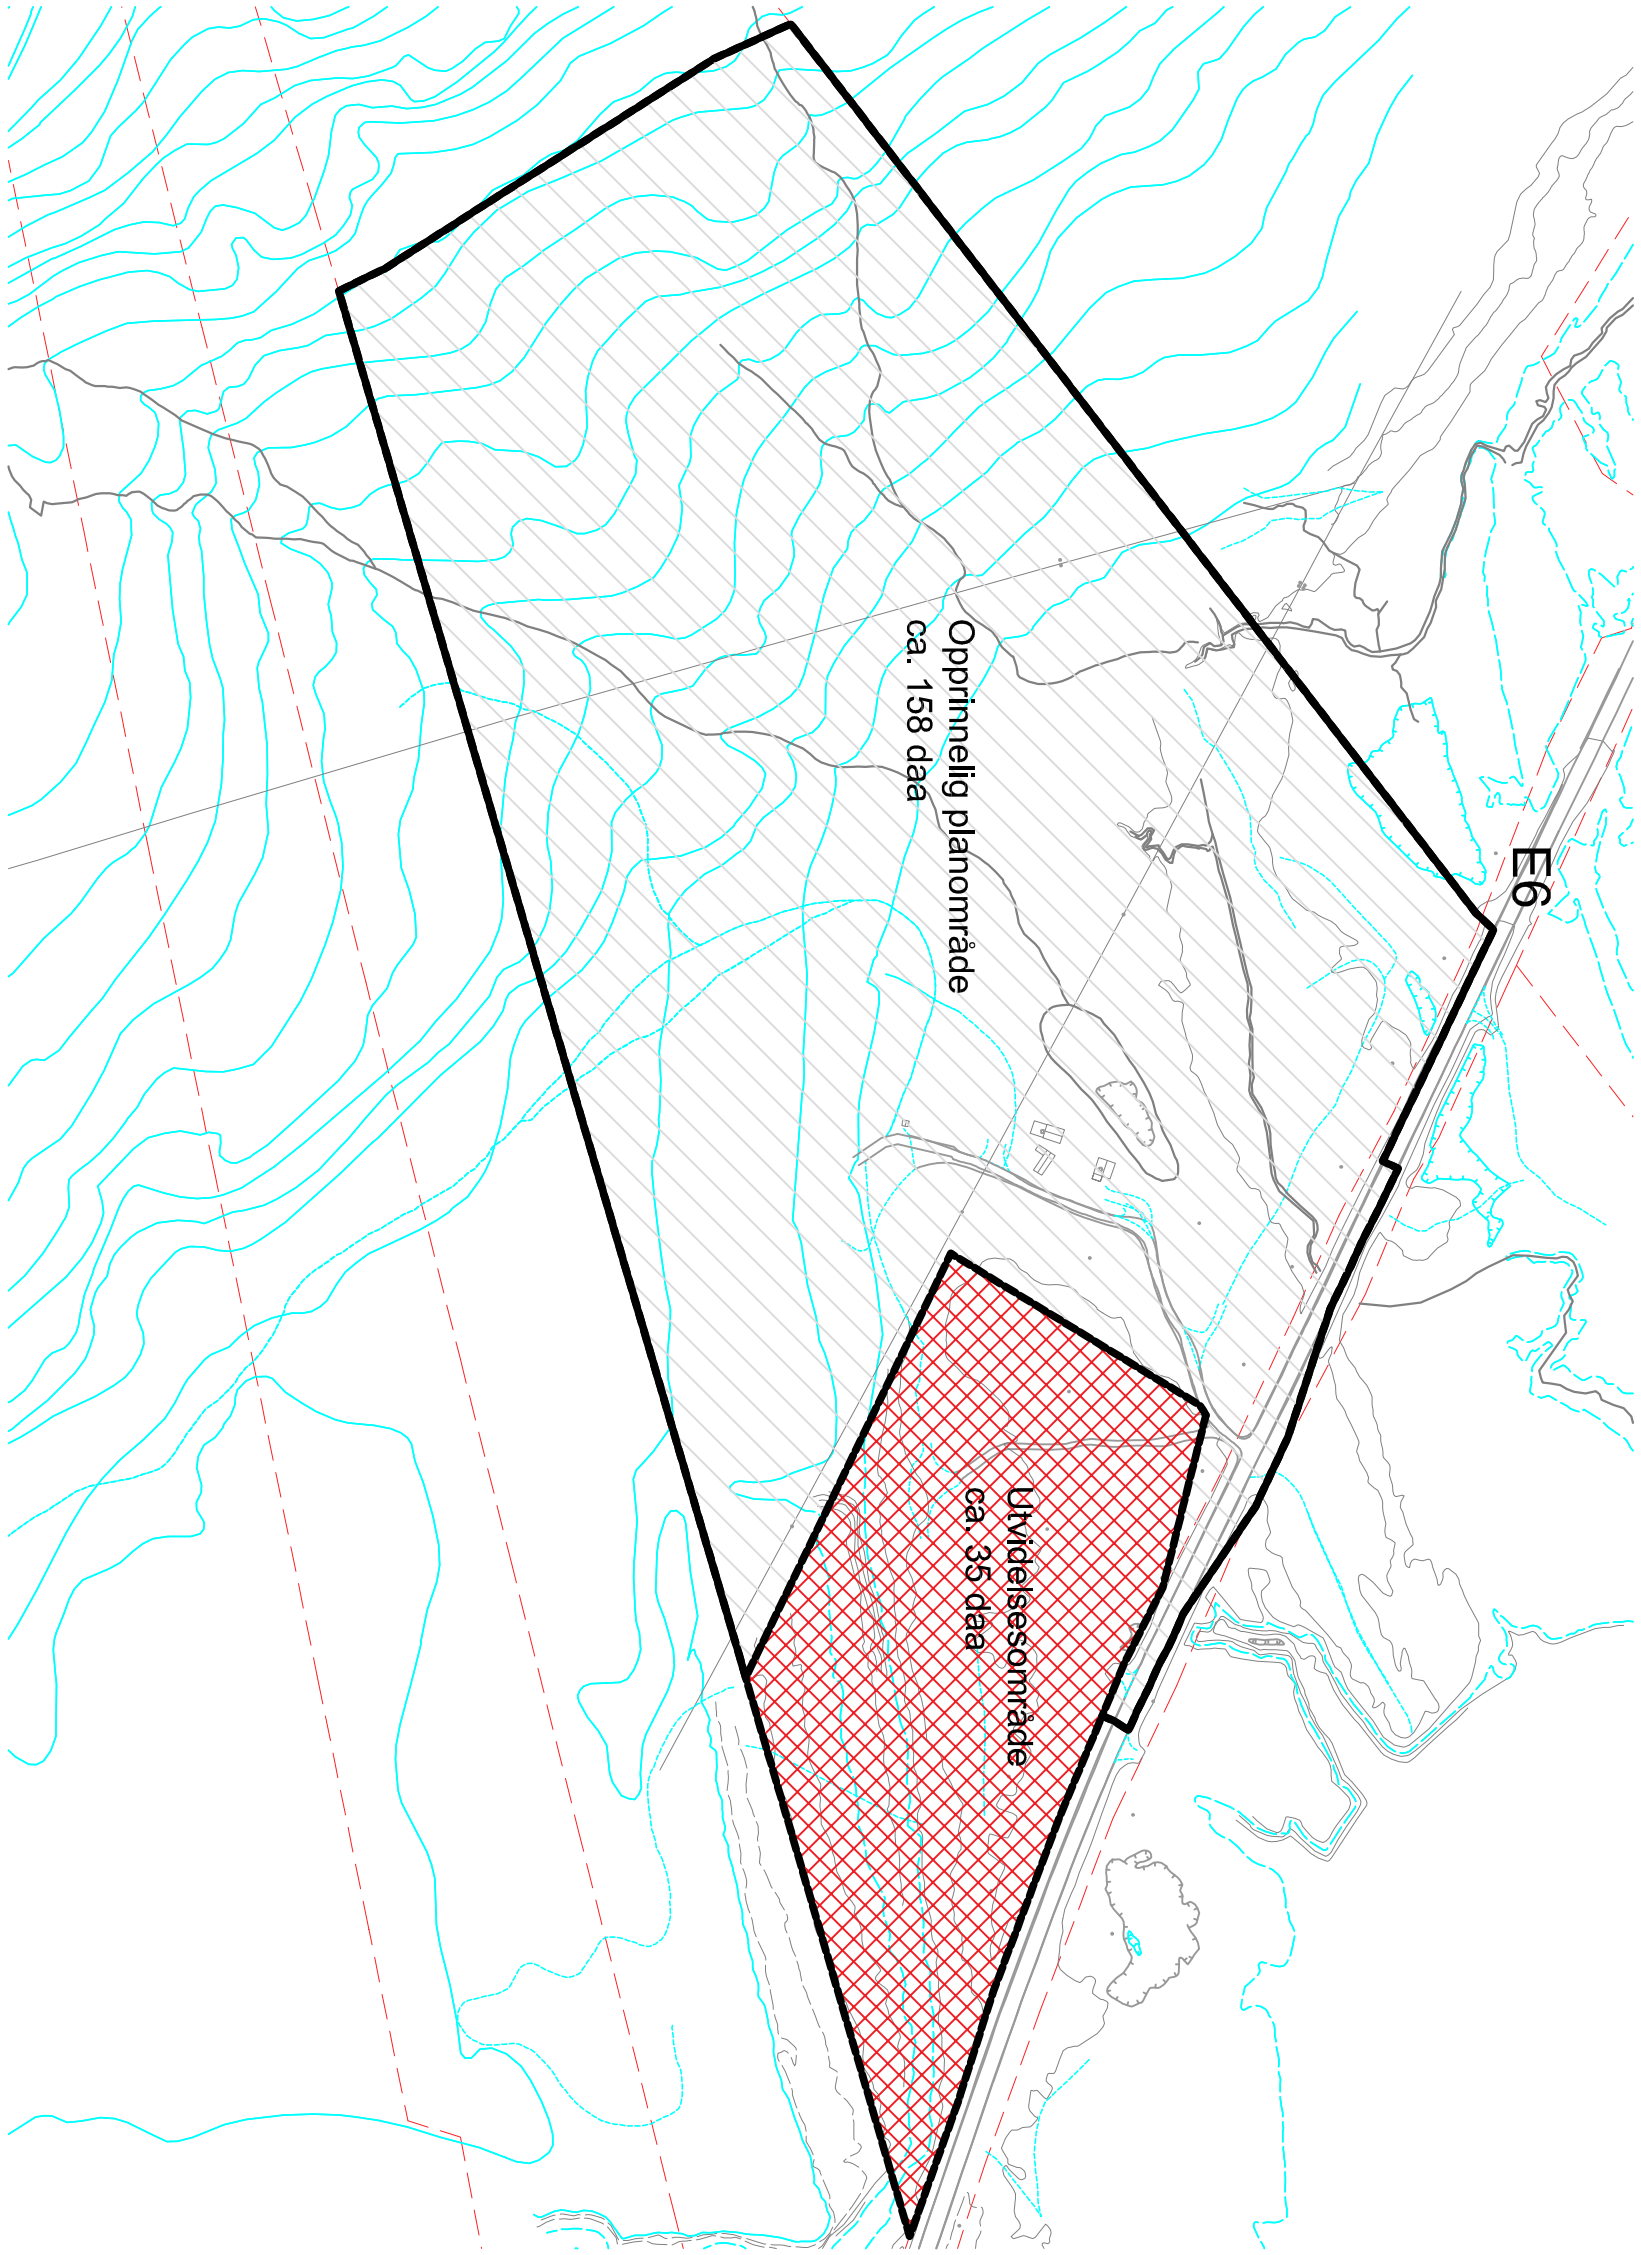 E6
Opprinnelig planområde
ca. 158 daa
Utvidelsesområde
ca. 35 daa